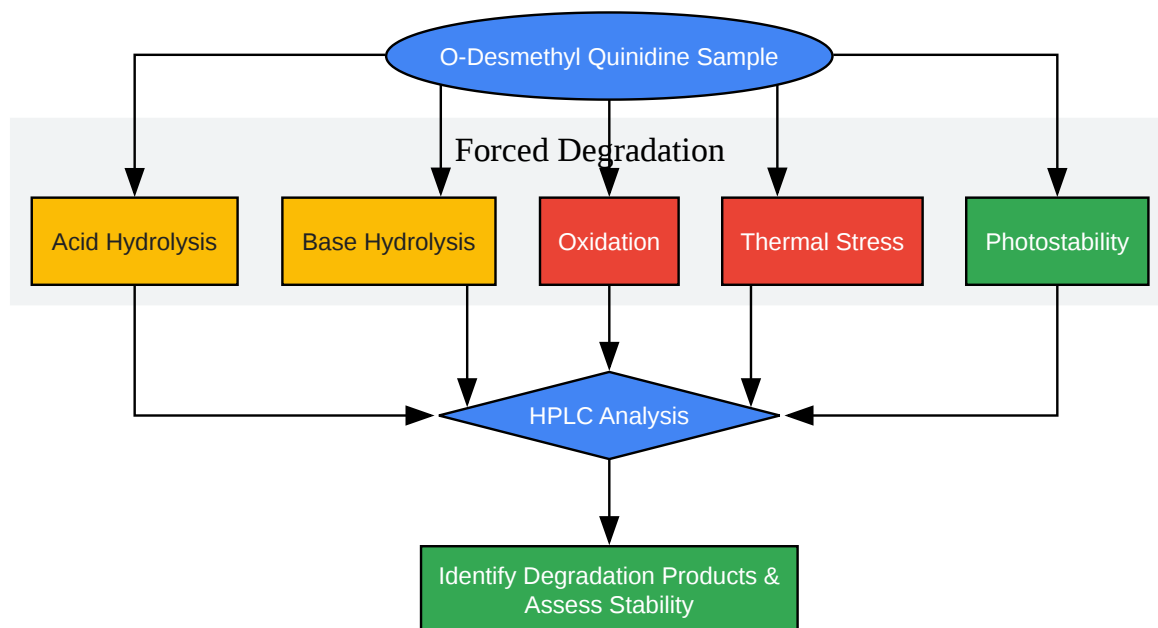 O-Desmethyl Quinidine Sample
Forced Degradation
Acid Hydrolysis
Base Hydrolysis
Oxidation
Thermal Stress
Photostability
HPLC Analysis
Identify Degradation Products &
Assess Stability